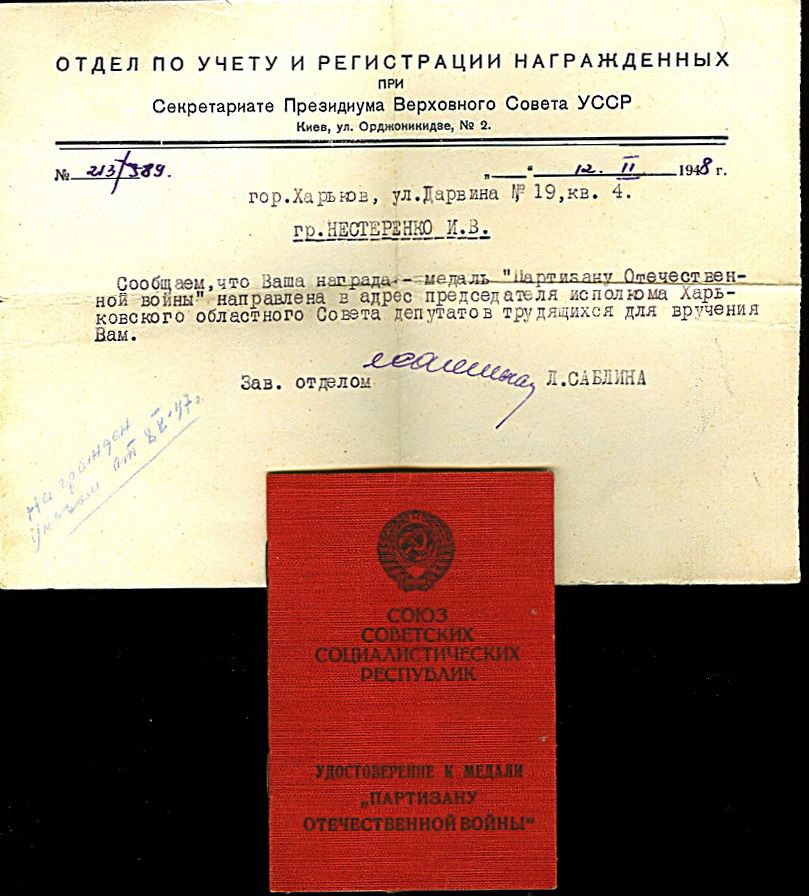 ОТДЕЛ ПО УЧЕТУ И РЕГИСТРАЦИИ НАГРАЖДЕННЫХ
ПРИ
Секретариате Президиума Верховного Совета УССР
Киев, ул. Орджоникидзе, № 2.
№ 213/389. „ “ 12. II 1948 г.
гор.Харьков, ул.Дарвина № 19,кв. 4.
гр.НЕСТЕРЕНКО И.В.
Сообщаем,что Ваша награда-- медаль "Партизану Отечествен-
ной войны" направлена в адрес председателя исполкома Харь-
ковского областного Совета депутатов трудящихся для вручения
Вам.
Зав. отделом Л.САБЛИНА
Награжден
Указом от
СОЮЗ
СОВЕТСКИХ
СОЦИАЛИСТИЧЕСКИХ
РЕСПУБЛИК
УДОСТОВЕРЕНИЕ К МЕДАЛИ
„ПАРТИЗАНУ
ОТЕЧЕСТВЕННОЙ ВОЙНЫ“